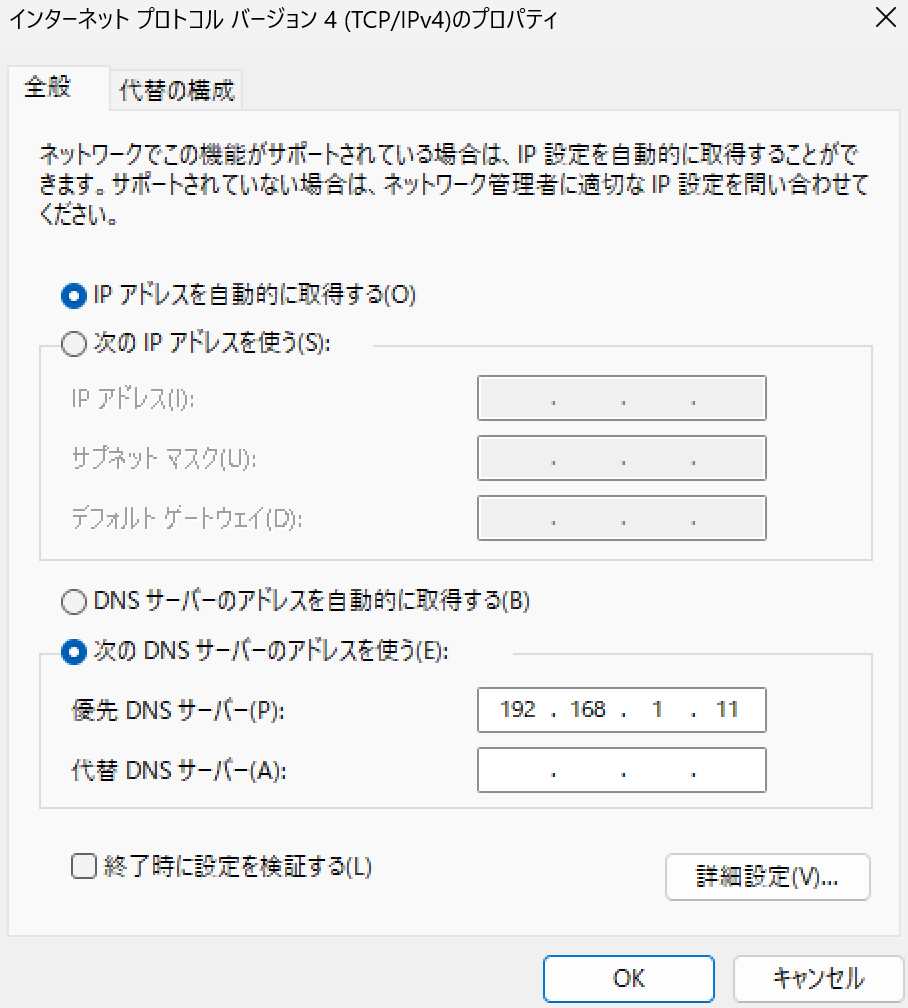 インターネット プロトコル バージョン 4 (TCP/IPv4)のプロパティ
全般
代替の構成
ネットワークでこの機能がサポートされている場合は、IP 設定を自動的に取得することがで
きます。サポートされていない場合は、ネットワーク管理者に適切な IP 設定を問い合わせて
ください。
IP アドレスを自動的に取得する(O)
次の IP アドレスを使う(S):
IP アドレス(I):
サブネット マスク(U):
デフォルト ゲートウェイ(D):
DNS サーバーのアドレスを自動的に取得する(B)
次の DNS サーバーのアドレスを使う(E):
優先 DNS サーバー(P): 192 . 168 . 1 . 11
代替 DNS サーバー(A):
終了時に設定を検証する(L)
詳細設定(V)...
OK
キャンセル